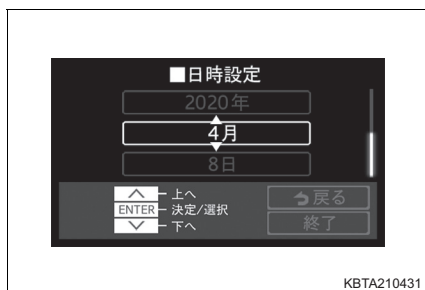 ■日時設定
2020年
4月
8日
上へ
ENTER 決定/選択
下へ
戻る
終了
KBTA210431